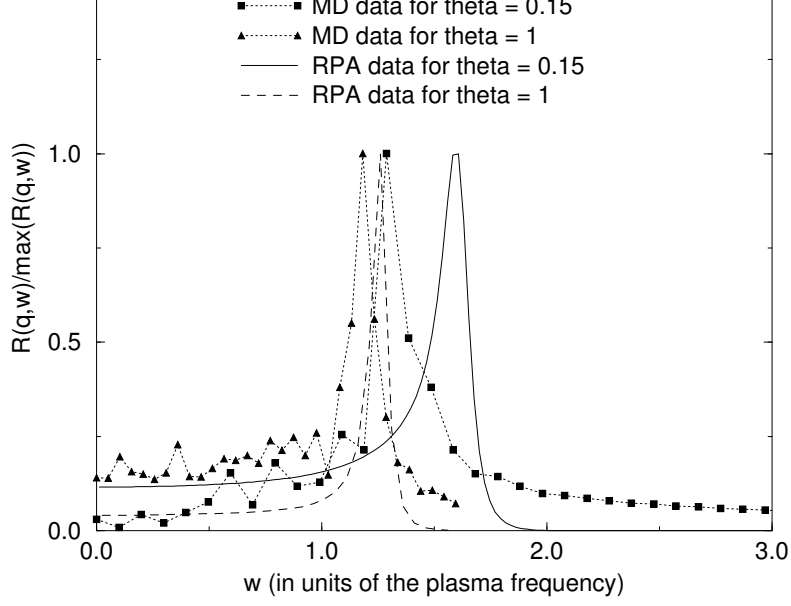 MD data for theta = 0.15
MD data for theta = 1
RPA data for theta = 0.15
RPA data for theta = 1
R(q,w)/max(R(q,w))
1.0
0.5
0.0
0.0 1.0 2.0 3.0
w (in units of the plasma frequency)